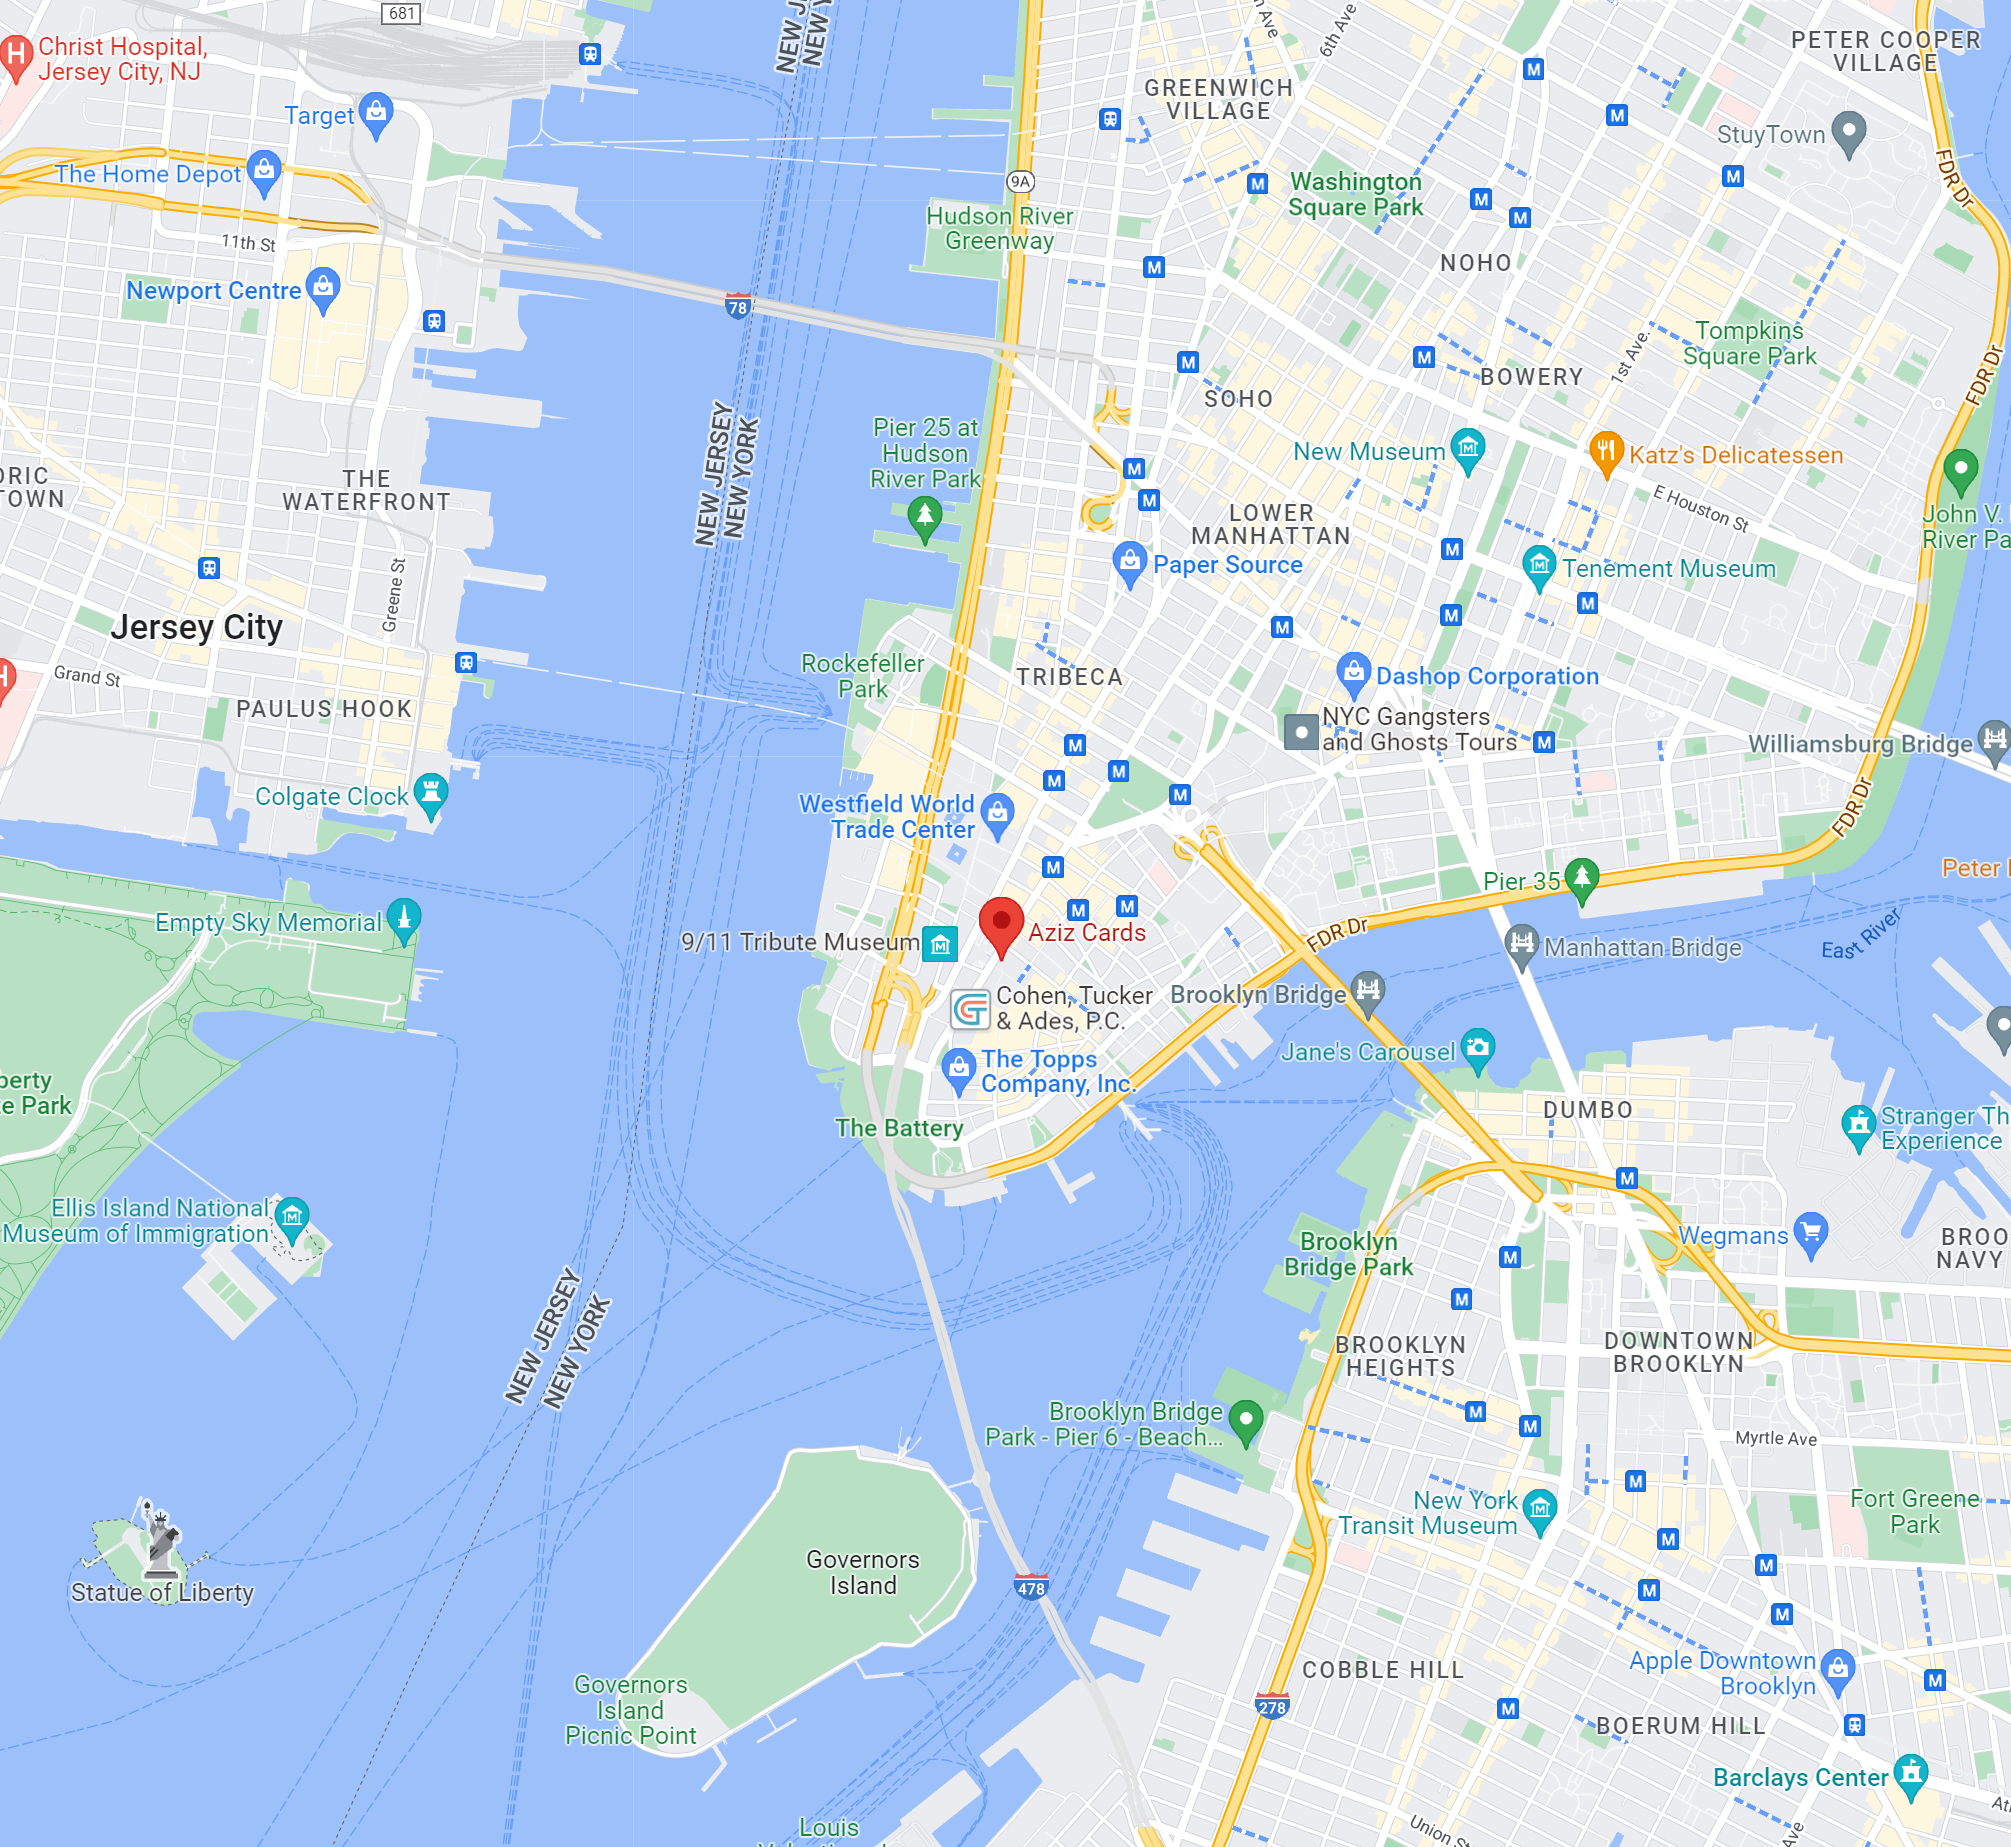 681
Christ Hospital,
Jersey City, NJ
NEW J
NEW Y
6th Ave
n Ave
PETER COOPER
VILLAGE
GREENWICH
VILLAGE
Target
StuyTown
The Home Depot
9A
Washington
Square Park
FDR Dr
Hudson River
Greenway
11th St
NOHO
Newport Centre
78
Tompkins
Square Park
1st Ave.
FDR Dr
BOWERY
SOHO
Pier 25 at
Hudson
River Park
NEW JERSEY
NEW YORK
New Museum
Katz's Delicatessen
ORIC
TOWN
THE
WATERFRONT
E Houston St
LOWER
MANHATTAN
John V.
River Pa
Paper Source
Tenement Museum
Greene St
Jersey City
Grand St
Rockefeller
Park
TRIBECA
Dashop Corporation
PAULUS HOOK
NYC Gangsters
and Ghosts Tours
Williamsburg Bridge
Colgate Clock
Westfield World
Trade Center
FDR Dr
Pier 35
Peter
Empty Sky Memorial
9/11 Tribute Museum
Aziz Cards
FDR Dr
Manhattan Bridge
East River
Cohen, Tucker
& Ades, P.C.
Brooklyn Bridge
Jane's Carousel
The Topps
Company, Inc.
berty
e Park
The Battery
DUMBO
Stranger Th
Experience
Ellis Island National
Museum of Immigration
Wegmans
BROO
NAVY
Brooklyn
Bridge Park
NEW JERSEY
NEW YORK
BROOKLYN
HEIGHTS
DOWNTOWN
BROOKLYN
Brooklyn Bridge
Park - Pier 6 - Beach...
Myrtle Ave
New York
Transit Museum
Fort Greene
Park
Governors
Island
478
Statue of Liberty
COBBLE HILL
Apple Downtown
Brooklyn
Governors
Island
Picnic Point
278
BOERUM HILL
Barclays Center
Atl
Louis
Union St
Ave